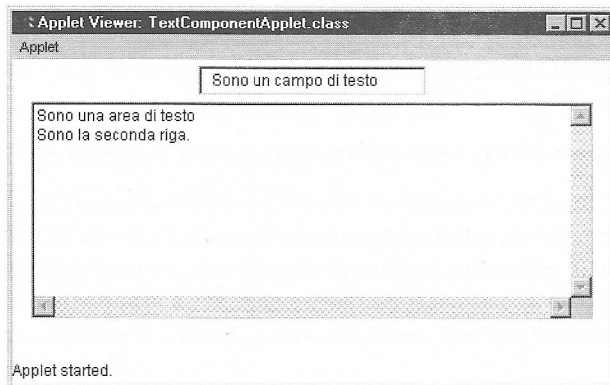 Applet Viewer: TextComponentApplet.class
Applet
Sono un campo di testo
Sono una area di testo
Sono la seconda riga.
Applet started.